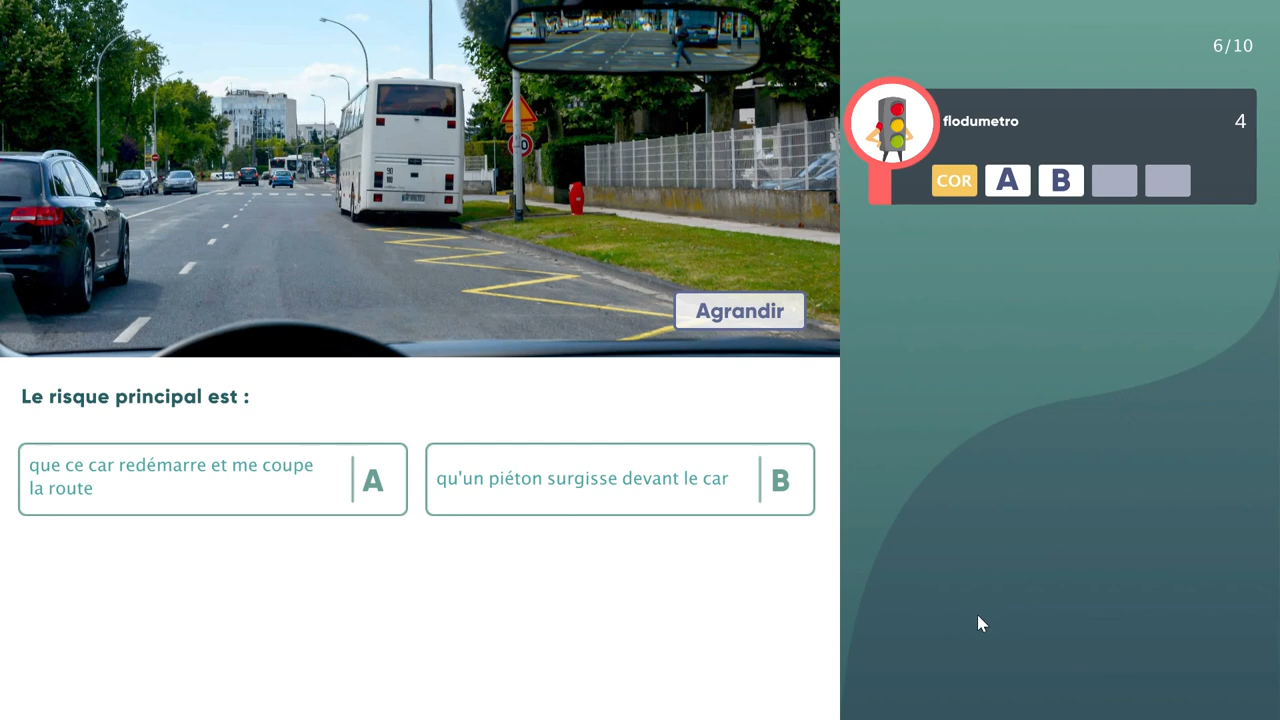 6/10
flodumetro
4
COR
A
B
Agrandir
Le risque principal est :
que ce car redémarre et me coupe
la route
A
qu'un piéton surgisse devant le car
B